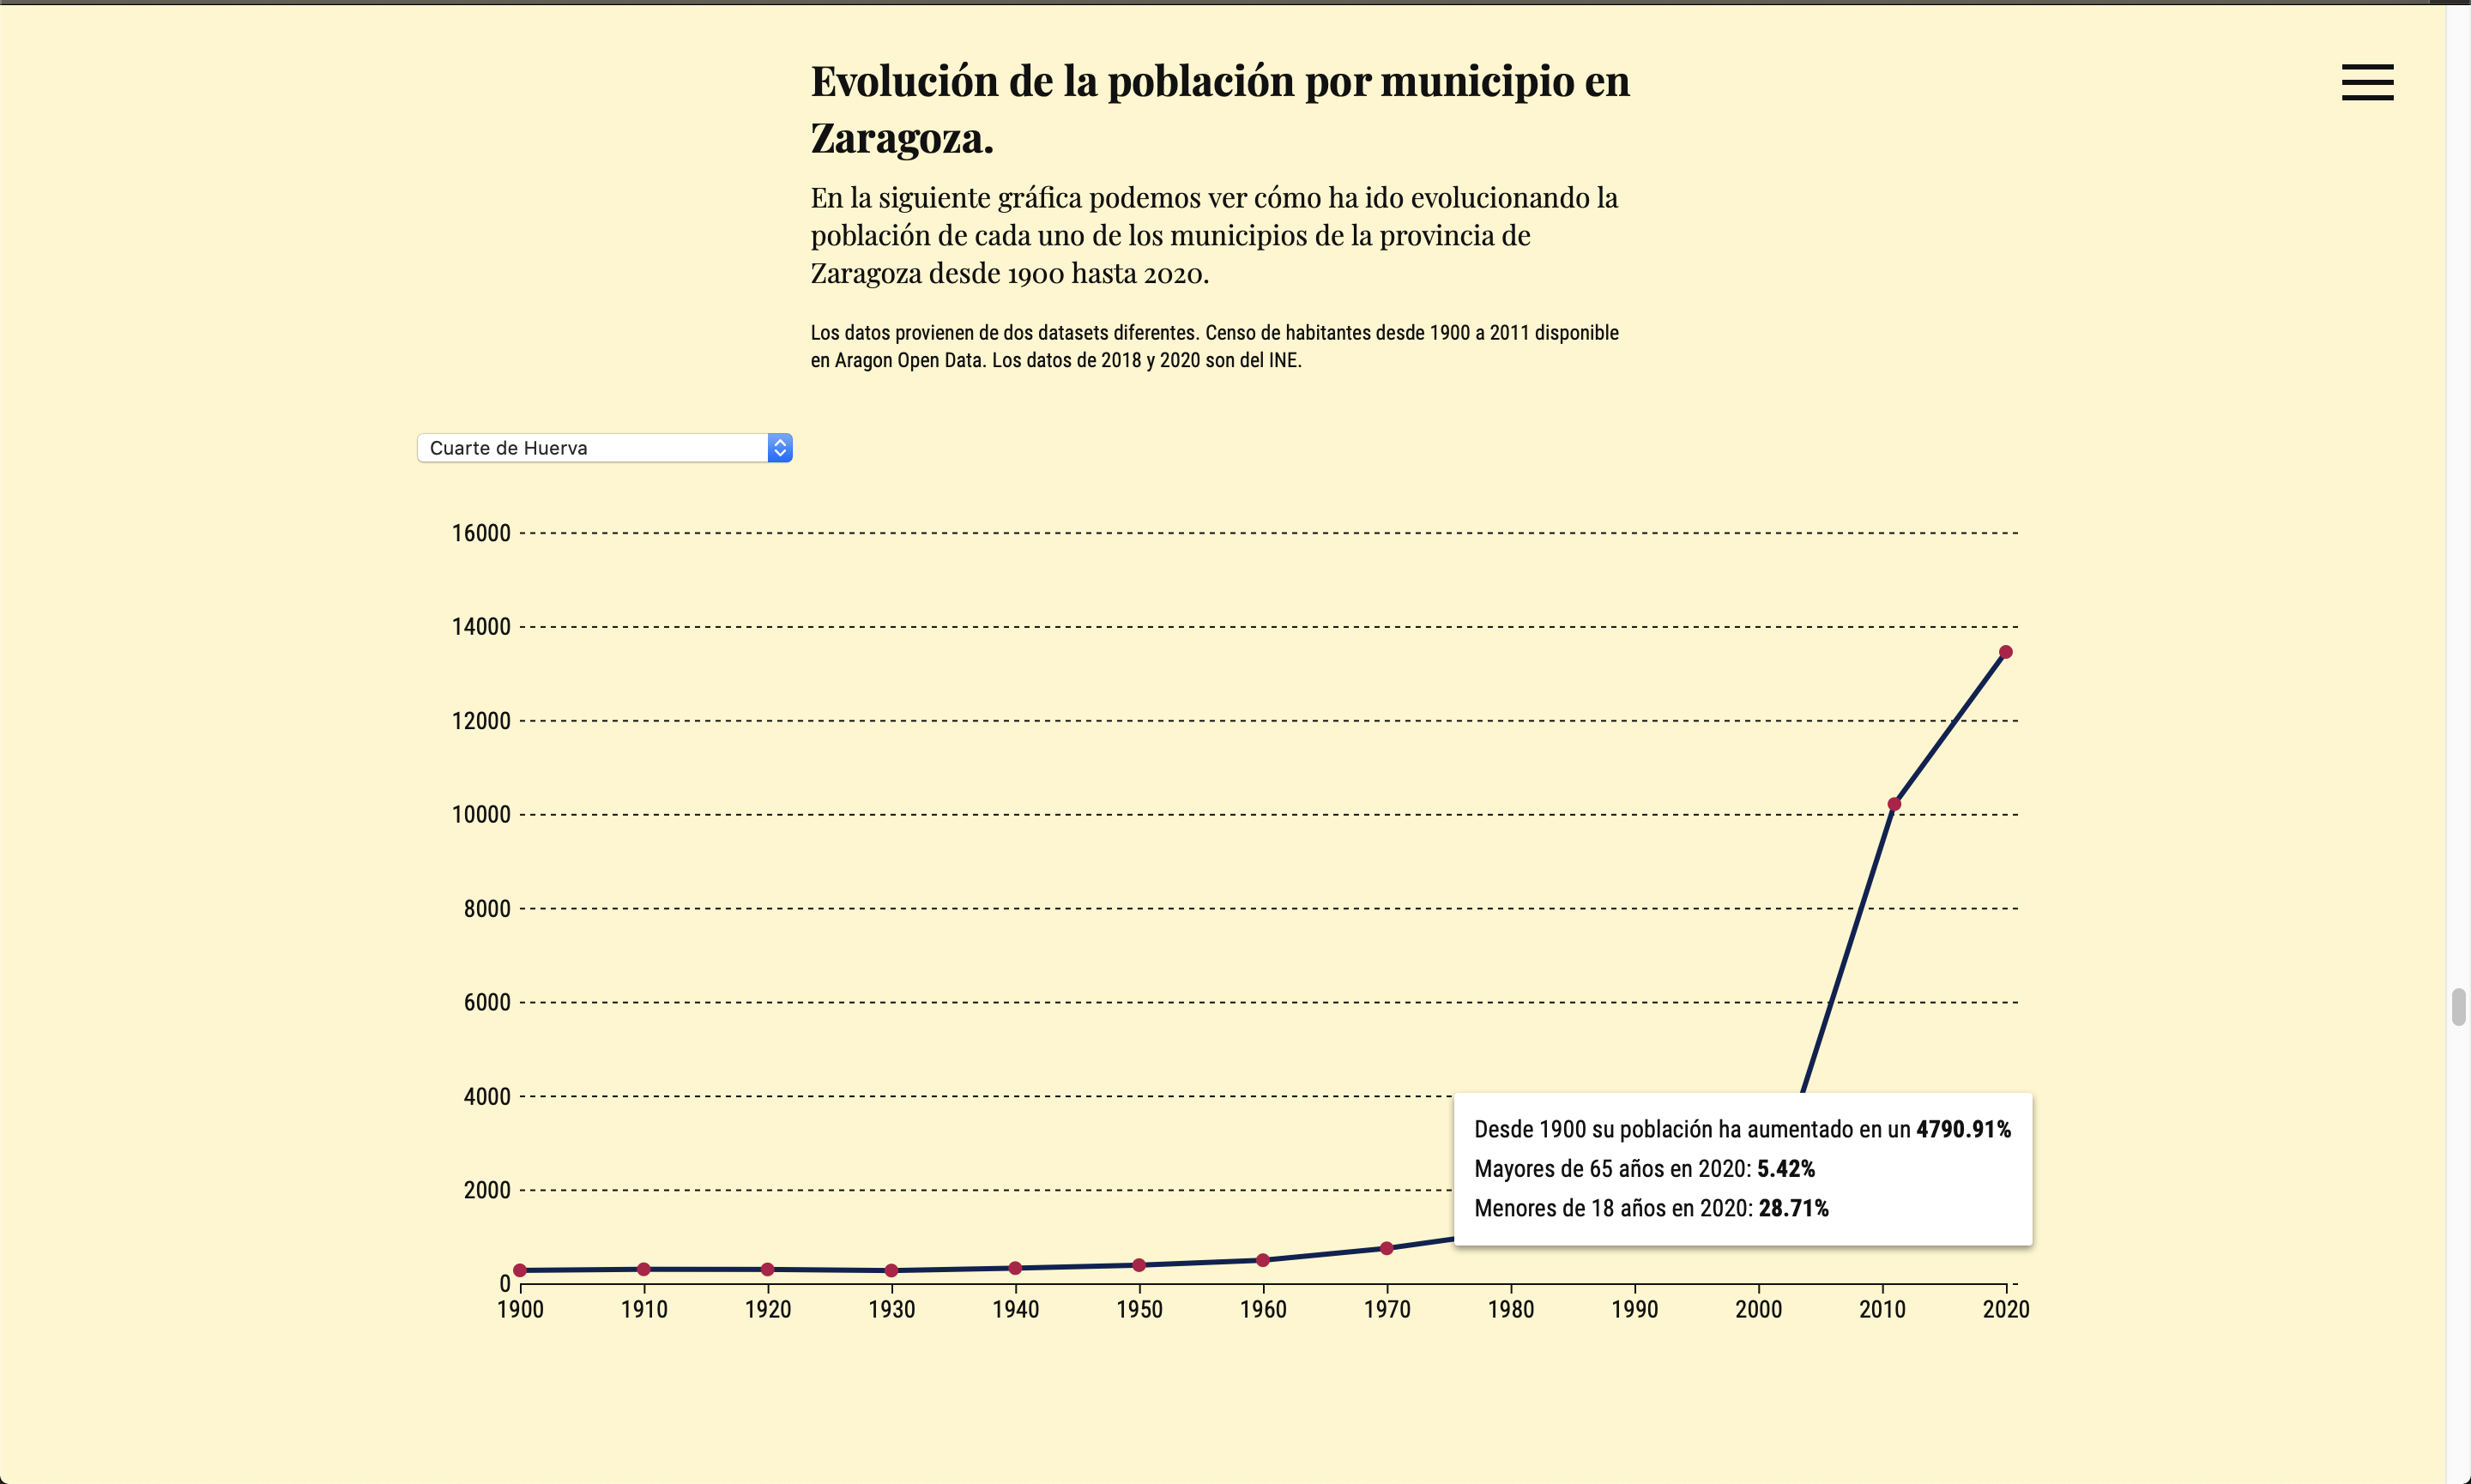 Evolución de la población por municipio en
Zaragoza.
En la siguiente gráfica podemos ver cómo ha ido evolucionando la
población de cada uno de los municipios de la provincia de
Zaragoza desde 1900 hasta 2020.
Los datos provienen de dos datasets diferentes. Censo de habitantes desde 1900 a 2011 disponible
en Aragon Open Data. Los datos de 2018 y 2020 son del INE.
Cuarte de Huerva
16000
14000
12000
10000
8000
6000
4000
2000
0
Desde 1900 su población ha aumentado en un 4790.91%
Mayores de 65 años en 2020: 5.42%
Menores de 18 años en 2020: 28.71%
1900 1910 1920 1930 1940 1950 1960 1970 1980 1990 2000 2010 2020